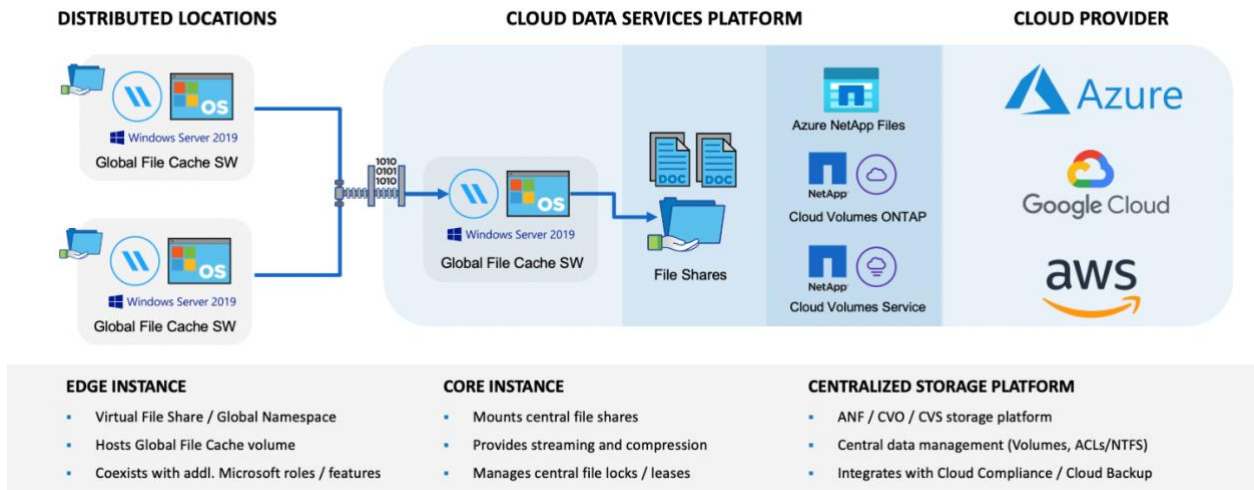 DISTRIBUTED LOCATIONS
CLOUD DATA SERVICES PLATFORM
CLOUD PROVIDER
OS
Windows Server 2019
Global File Cache SW
OS
Windows Server 2019
Global File Cache SW
1010
0101
1010
OS
Windows Server 2019
Global File Cache SW
DOC
DOC
File Shares
Azure NetApp Files
NetApp
Cloud Volumes ONTAP
NetApp
Cloud Volumes Service
Azure
Google Cloud
aws
EDGE INSTANCE
▪ Virtual File Share / Global Namespace
▪ Hosts Global File Cache volume
▪ Coexists with addl. Microsoft roles / features
CORE INSTANCE
▪ Mounts central file shares
▪ Provides streaming and compression
▪ Manages central file locks / leases
CENTRALIZED STORAGE PLATFORM
▪ ANF / CVO / CVS storage platform
▪ Central data management (Volumes, ACLs/NTFS)
▪ Integrates with Cloud Compliance / Cloud Backup